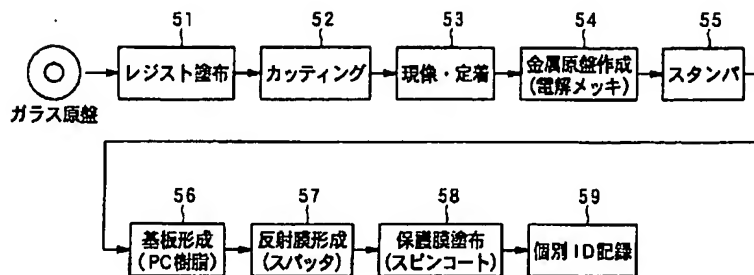 51
52
53
54
55
レジスト塗布
カッティング
現像・定着
金属原盤作成
(電解メッキ)
スタンパ
ガラス原盤
56
57
58
59
基板形成
(PC樹脂)
反射膜形成
(スパッタ)
保護膜塗布
(スピンコート)
個別ID記録